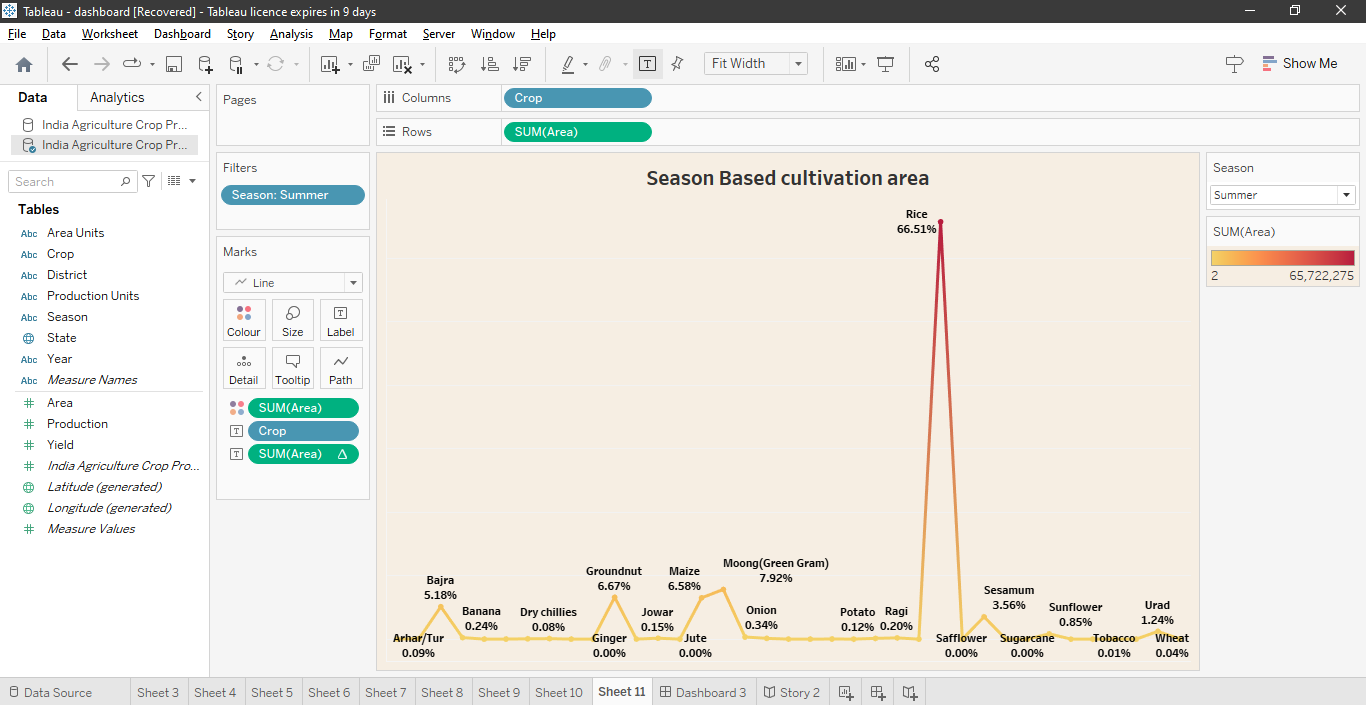 Tableau - dashboard [Recovered] - Tableau licence expires in 9 days
File Data Worksheet Dashboard Story Analysis Map Format Server Window Help
Fit Width
Show Me
Data Analytics
India Agriculture Crop Pr...
India Agriculture Crop Pr...
Search
Tables
Abc Area Units
Abc Crop
Abc District
Abc Production Units
Abc Season
State
Abc Year
Abc Measure Names
# Area
# Production
# Yield
# India Agriculture Crop Pro...
Latitude (generated)
Longitude (generated)
# Measure Values
Pages
Filters
Season: Summer
Marks
Line
Colour Size Label
Detail Tooltip Path
SUM(Area)
Crop
SUM(Area) Δ
Columns Crop
Rows SUM(Area)
Season Based cultivation area
Rice
66.51%
Bajra
5.18%
Banana
0.24%
Dry chillies
0.08%
Groundnut
6.67%
Jowar
0.15%
Maize
6.58%
Moong(Green Gram)
7.92%
Onion
0.34%
Potato
0.12%
Ragi
0.20%
Sesamum
3.56%
Sunflower
0.85%
Urad
1.24%
Arhar/Tur
0.09%
Ginger
0.00%
Jute
0.00%
Safflower
0.00%
Sugarcane
0.00%
Tobacco
0.01%
Wheat
0.04%
Season
Summer
SUM(Area)
2 65,722,275
Data Source Sheet 3 Sheet 4 Sheet 5 Sheet 6 Sheet 7 Sheet 8 Sheet 9 Sheet 10 Sheet 11 Dashboard 3 Story 2